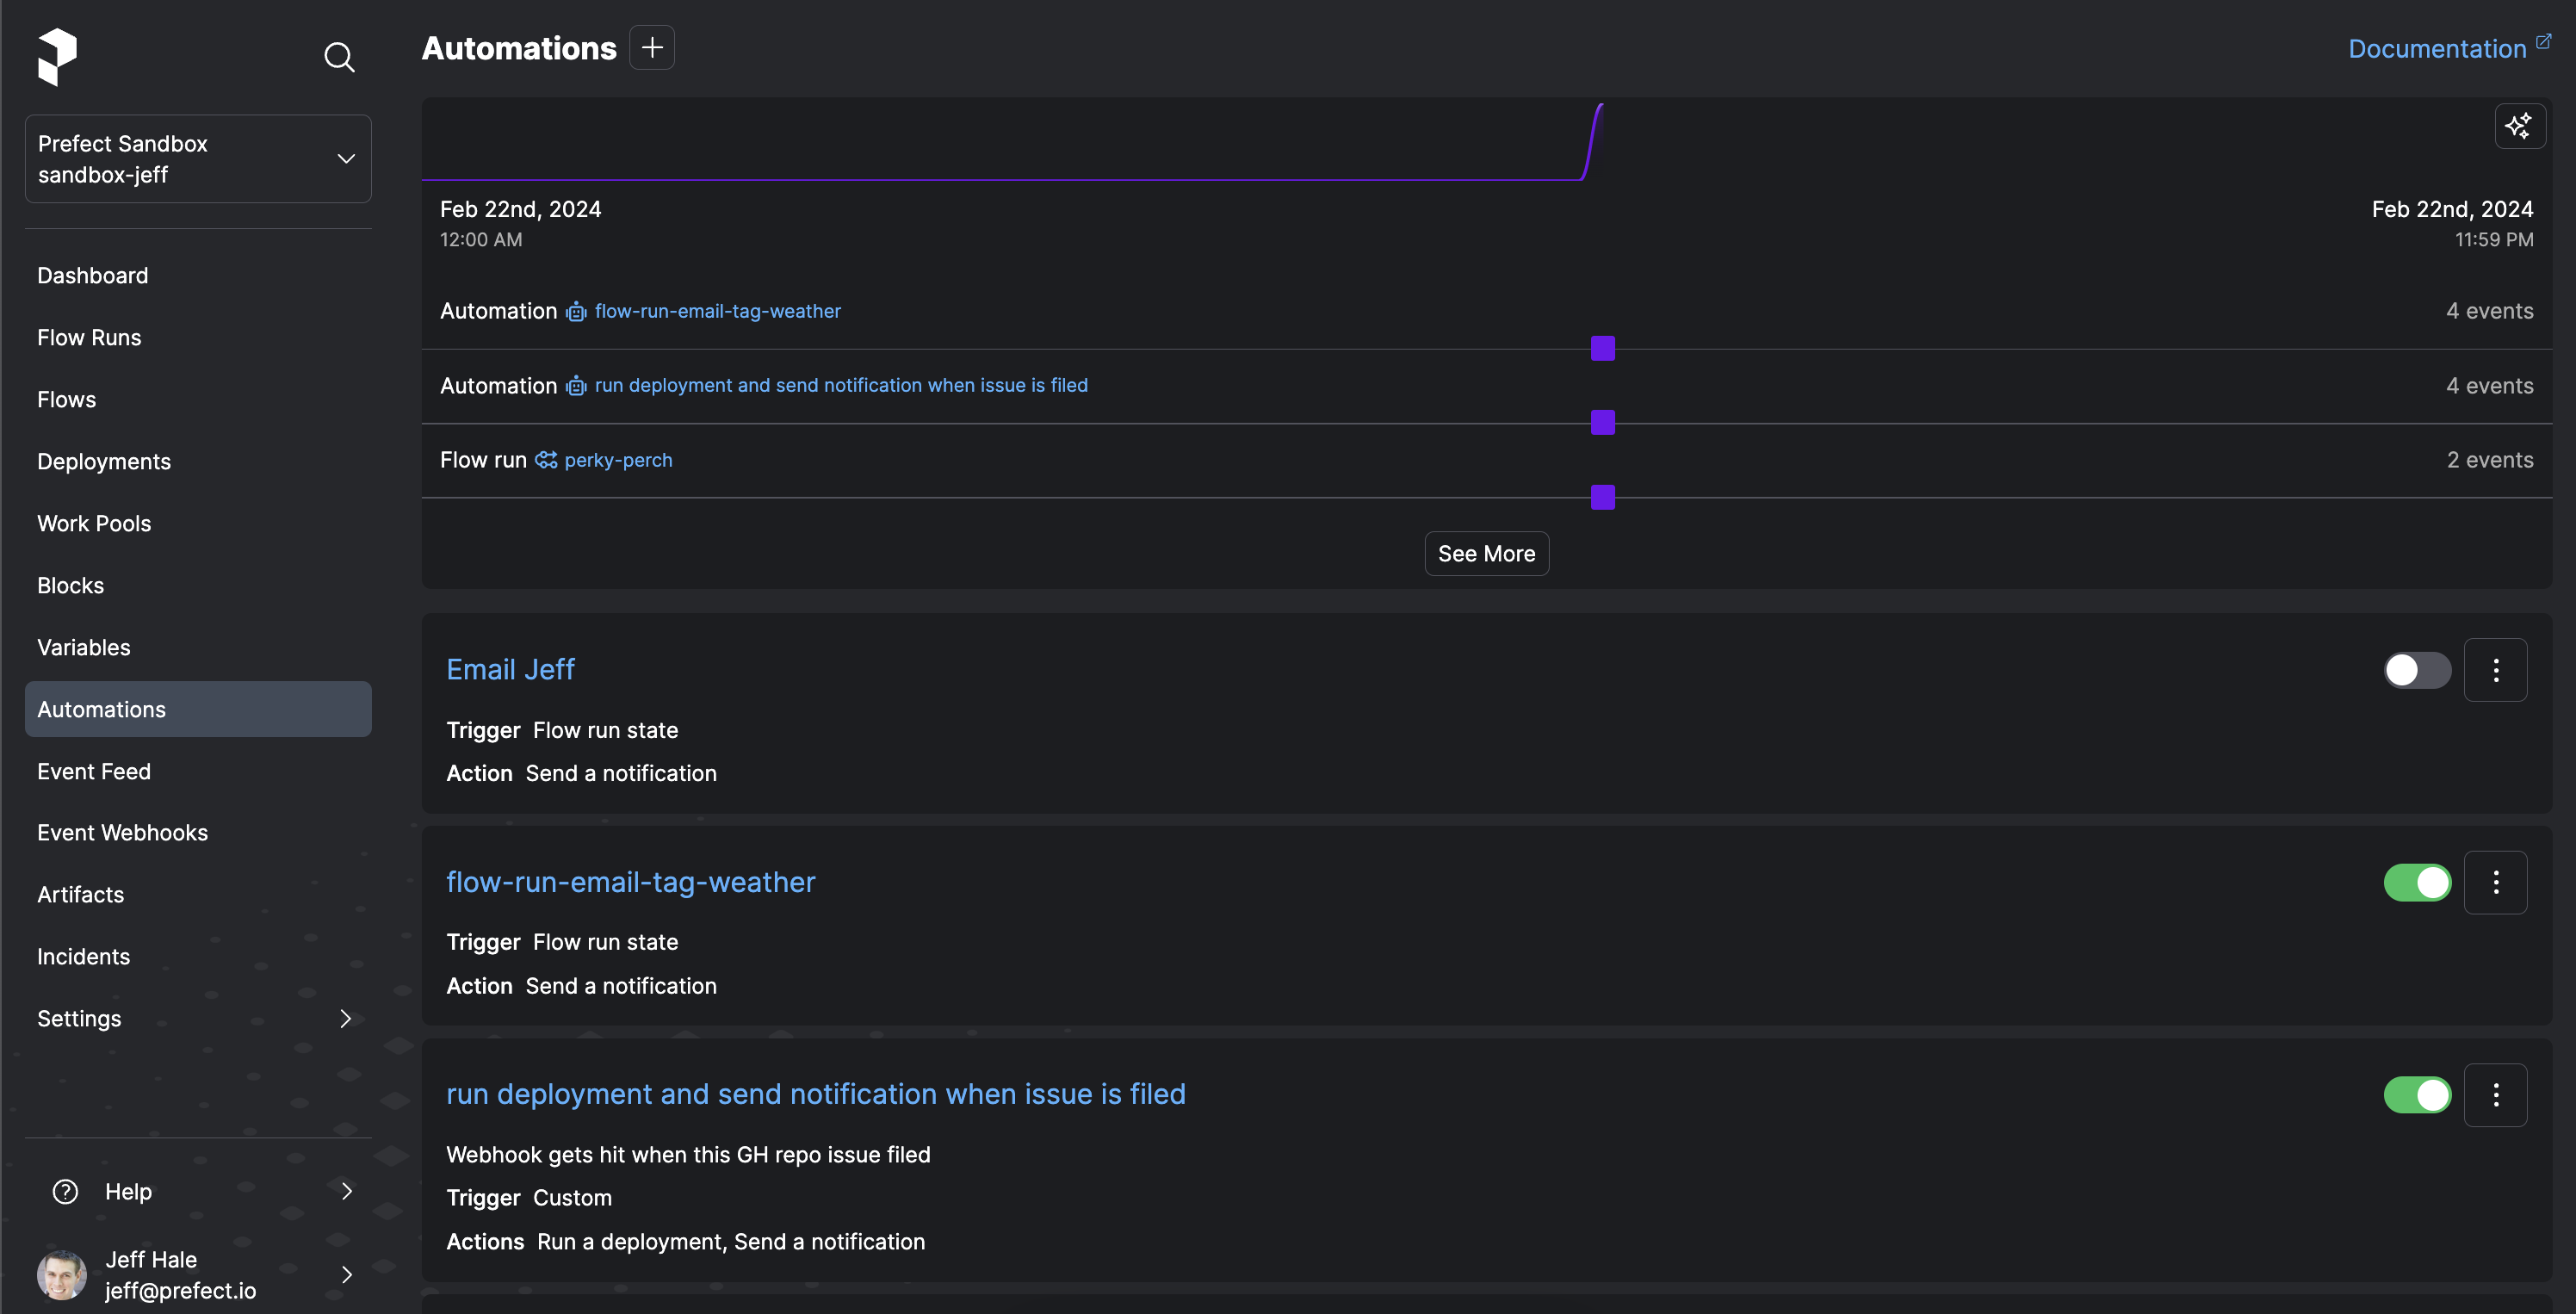 Automations
Documentation
Prefect Sandbox
sandbox-jeff
Dashboard
Flow Runs
Flows
Deployments
Work Pools
Blocks
Variables
Automations
Event Feed
Event Webhooks
Artifacts
Incidents
Settings
Help
Jeff Hale
jeff@prefect.io
Feb 22nd, 2024
12:00 AM
Feb 22nd, 2024
11:59 PM
Automation flow-run-email-tag-weather 4 events
Automation run deployment and send notification when issue is filed 4 events
Flow run perky-perch 2 events
See More
Email Jeff
Trigger Flow run state
Action Send a notification
flow-run-email-tag-weather
Trigger Flow run state
Action Send a notification
run deployment and send notification when issue is filed
Webhook gets hit when this GH repo issue filed
Trigger Custom
Actions Run a deployment, Send a notification